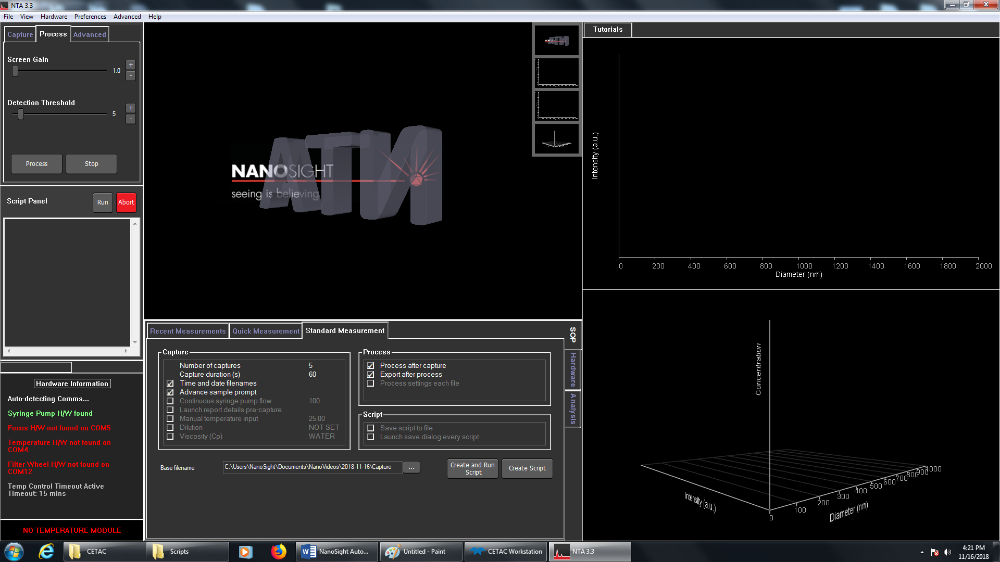 NTA 3.3
File View Hardware Preferences Advanced Help
Capture Process Advanced
Screen Gain
1.0
+
-
Detection Threshold
5
+
-
Process Stop
Script Panel
Run Abort
Hardware Information
Auto-detecting Comms...
Syringe Pump H/W found
Focus H/W not found on COM5
Temperature H/W not found on
COM4
Filter Wheel H/W not found on
COM12
Temp Control Timeout Active
Timeout: 15 mins
NO TEMPERATURE MODULE
NTA
NANOSIGHT
seeing is believing
Recent Measurements Quick Measurement Standard Measurement
SOP
Hardware
Analysis
Capture
Number of captures 5
Capture duration (s) 60
Time and date filenames
Advance sample prompt
Continuous syringe pump flow 100
Launch report details pre-capture
Manual temperature input 25.00
Dilution NOT SET
Viscosity (Cp) WATER
Process
Process after capture
Export after process
Process settings each file
Script
Save script to file
Launch save dialog every script
Base filename C:\Users\NanoSight\Documents\NanoVideos\2018-11-16\Capture ...
Create and Run
Script
Create Script
Tutorials
Intensity (a.u.)
0 200 400 600 800 1000 1200 1400 1600 1800 2000
Diameter (nm)
Concentration
Intensity (a.u.)
0 100 200 300 400 500 600 700 800 900 1000
Diameter (nm)
CETAC Scripts NanoSight Auto... Untitled - Paint CETAC Workstation NTA 3.3
4:21 PM
11/16/2018